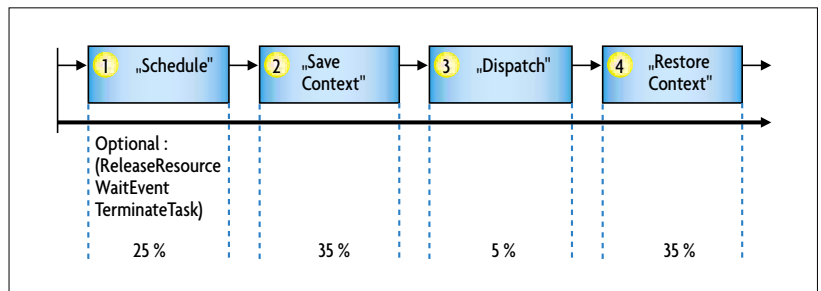 1 „Schedule" 2 „Save Context" 3 „Dispatch" 4 „Restore Context"
Optional :
(ReleaseResource
WaitEvent
TerminateTask)
25 % 35 % 5 % 35 %